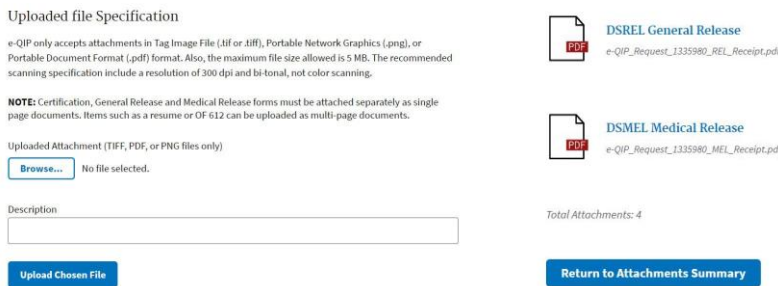 Uploaded file Specification
e-QIP only accepts attachments in Tag Image File (.tif or .tiff), Portable Network Graphics (.png), or
Portable Document Format (.pdf) format. Also, the maximum file size allowed is 5 MB. The recommended
scanning specification include a resolution of 300 dpi and bi-tonal, not color scanning.
NOTE: Certification, General Release and Medical Release forms must be attached separately as single
page documents. Items such as a resume or OF 612 can be uploaded as multi-page documents.
Uploaded Attachment (TIFF, PDF, or PNG files only)
Browse... No file selected.
Description
Upload Chosen File
PDF
DSREL General Release
e-QIP_Request_1335980_REL_Receipt.pdf
PDF
DSMEL Medical Release
e-QIP_Request_1335980_MEL_Receipt.pdf
Total Attachments: 4
Return to Attachments Summary